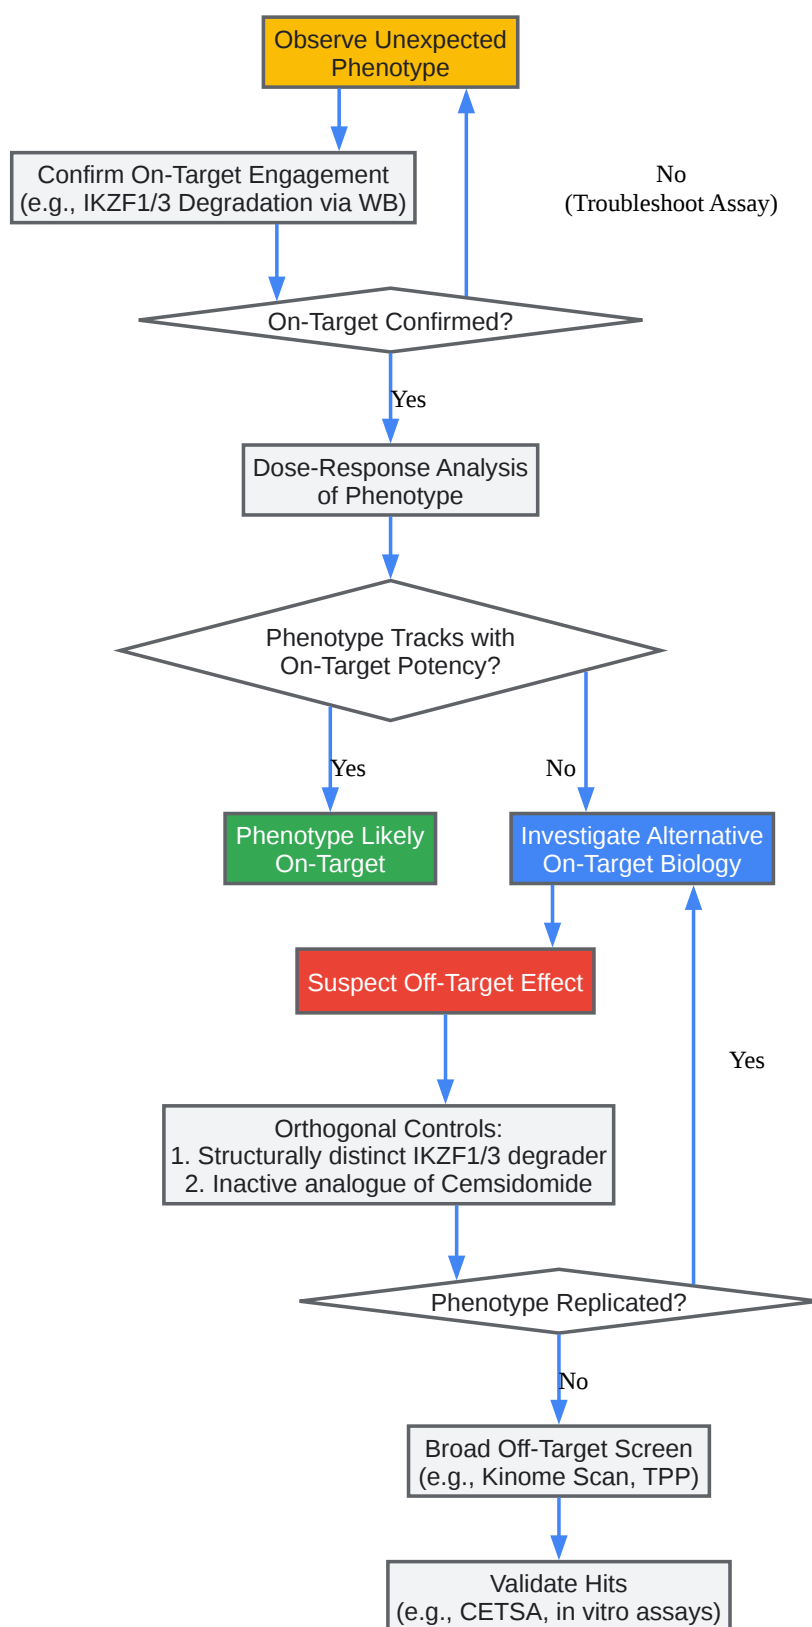 Observe Unexpected
Phenotype
Confirm On-Target Engagement
(e.g., IKZF1/3 Degradation via WB)
No
(Troubleshoot Assay)
On-Target Confirmed?
Yes
Dose-Response Analysis
of Phenotype
Phenotype Tracks with
On-Target Potency?
Yes
No
Phenotype Likely
On-Target
Investigate Alternative
On-Target Biology
Suspect Off-Target Effect
Yes
Orthogonal Controls:
1. Structurally distinct IKZF1/3 degrader
2. Inactive analogue of Cemsidomide
Phenotype Replicated?
No
Broad Off-Target Screen
(e.g., Kinome Scan, TPP)
Validate Hits
(e.g., CETSA, in vitro assays)